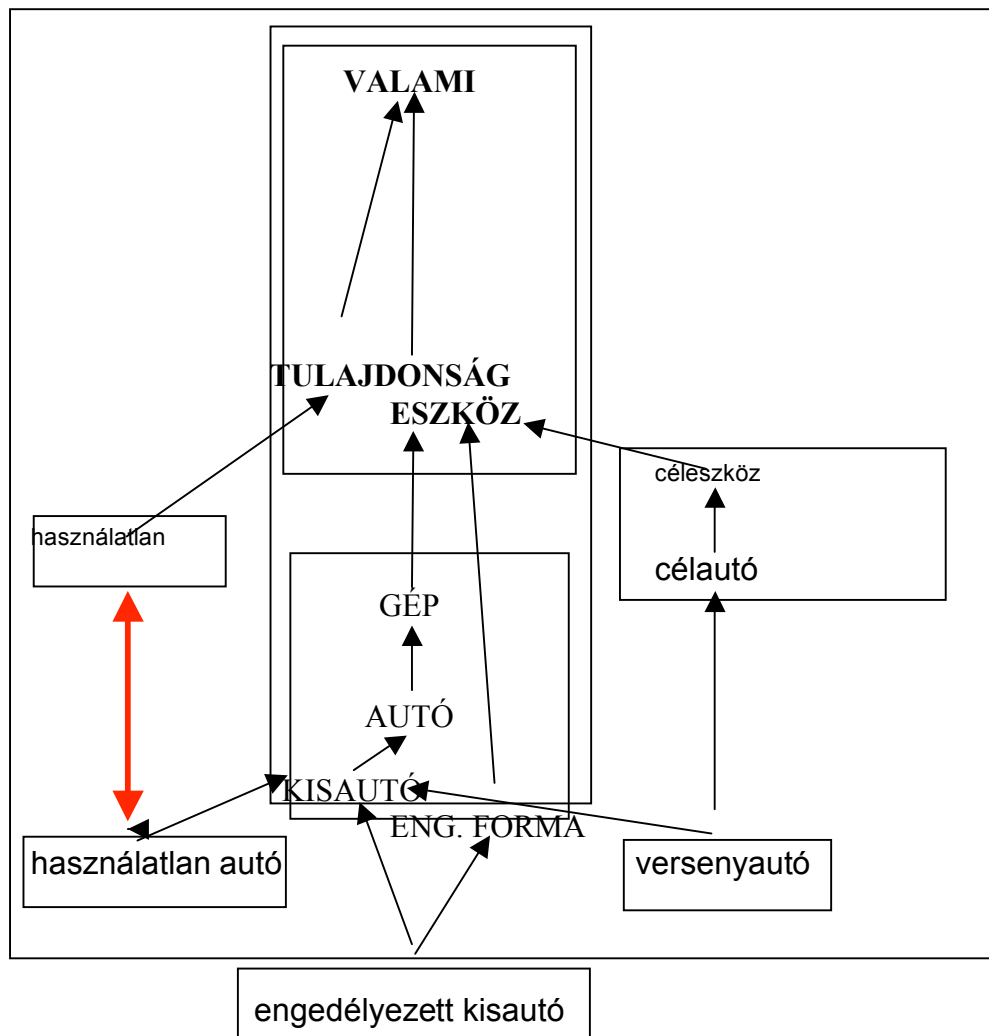 VALAMI
TULAJDONSÁG
ESZKÖZ
céleszköz
használatlan
célautó
GÉP
AUTÓ
KISAUTÓ
ENG. FORMA
használatlan autó
versenyautó
engedélyezett kisautó